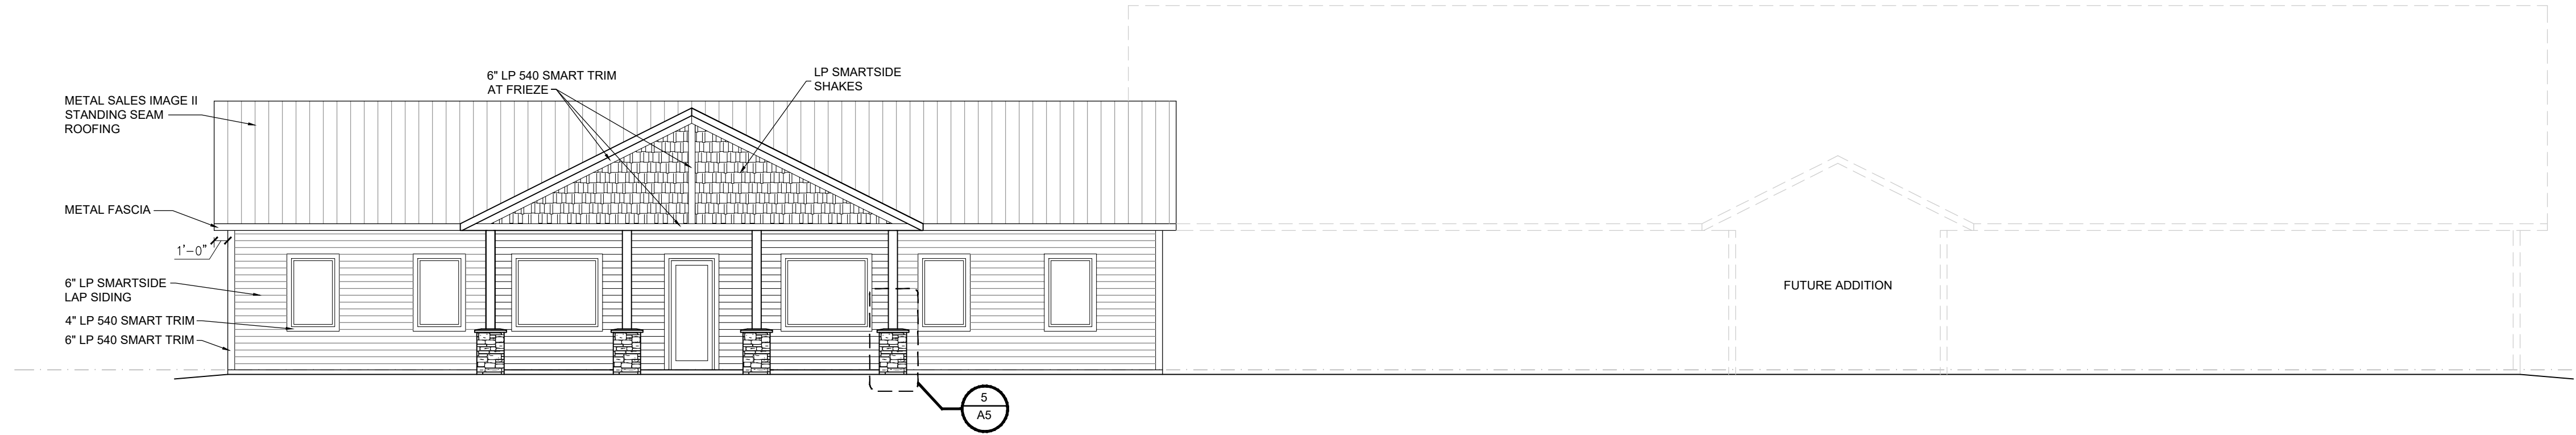 6" LP 540 SMART TRIM
AT FRIEZE
LP SMARTSIDE
SHAKES
METAL SALES IMAGE II
STANDING SEAM
ROOFING
METAL FASCIA
1'-0"
6" LP SMARTSIDE
LAP SIDING
4" LP 540 SMART TRIM
6" LP 540 SMART TRIM
FUTURE ADDITION
5
A5